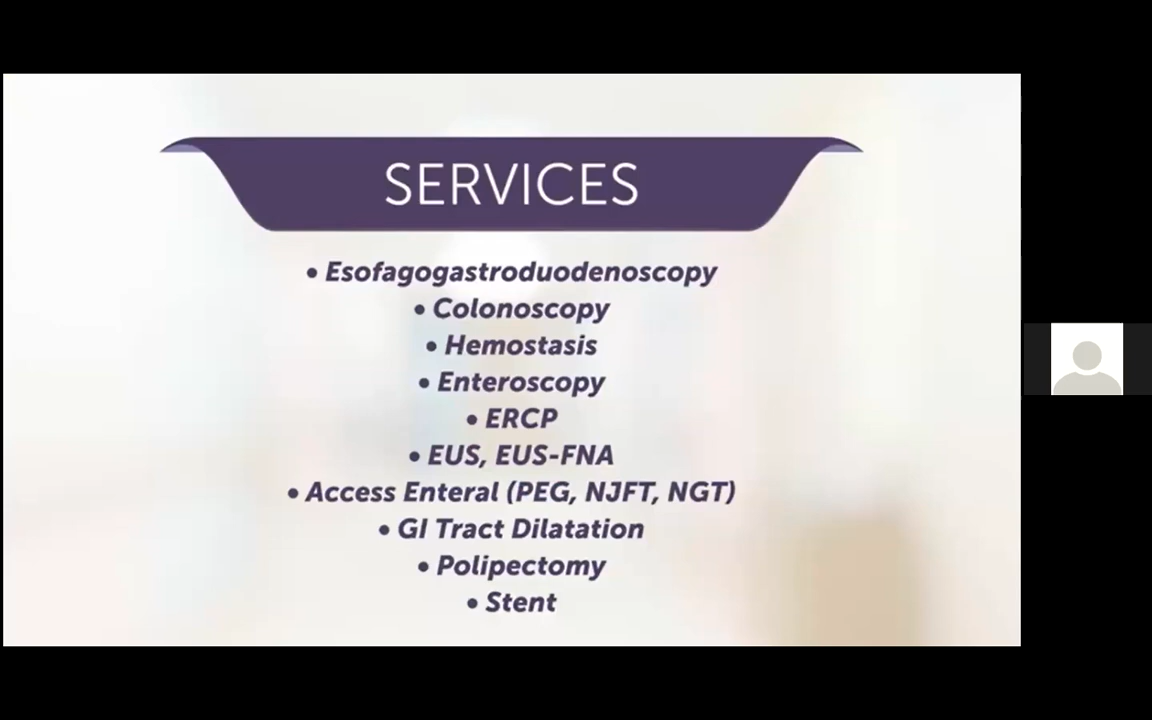 SERVICES
• Esofagogastroduodenoscopy
• Colonoscopy
• Hemostasis
• Enteroscopy
• ERCP
• EUS, EUS-FNA
• Access Enteral (PEG, NJFT, NGT)
• GI Tract Dilatation
• Polipectomy
• Stent